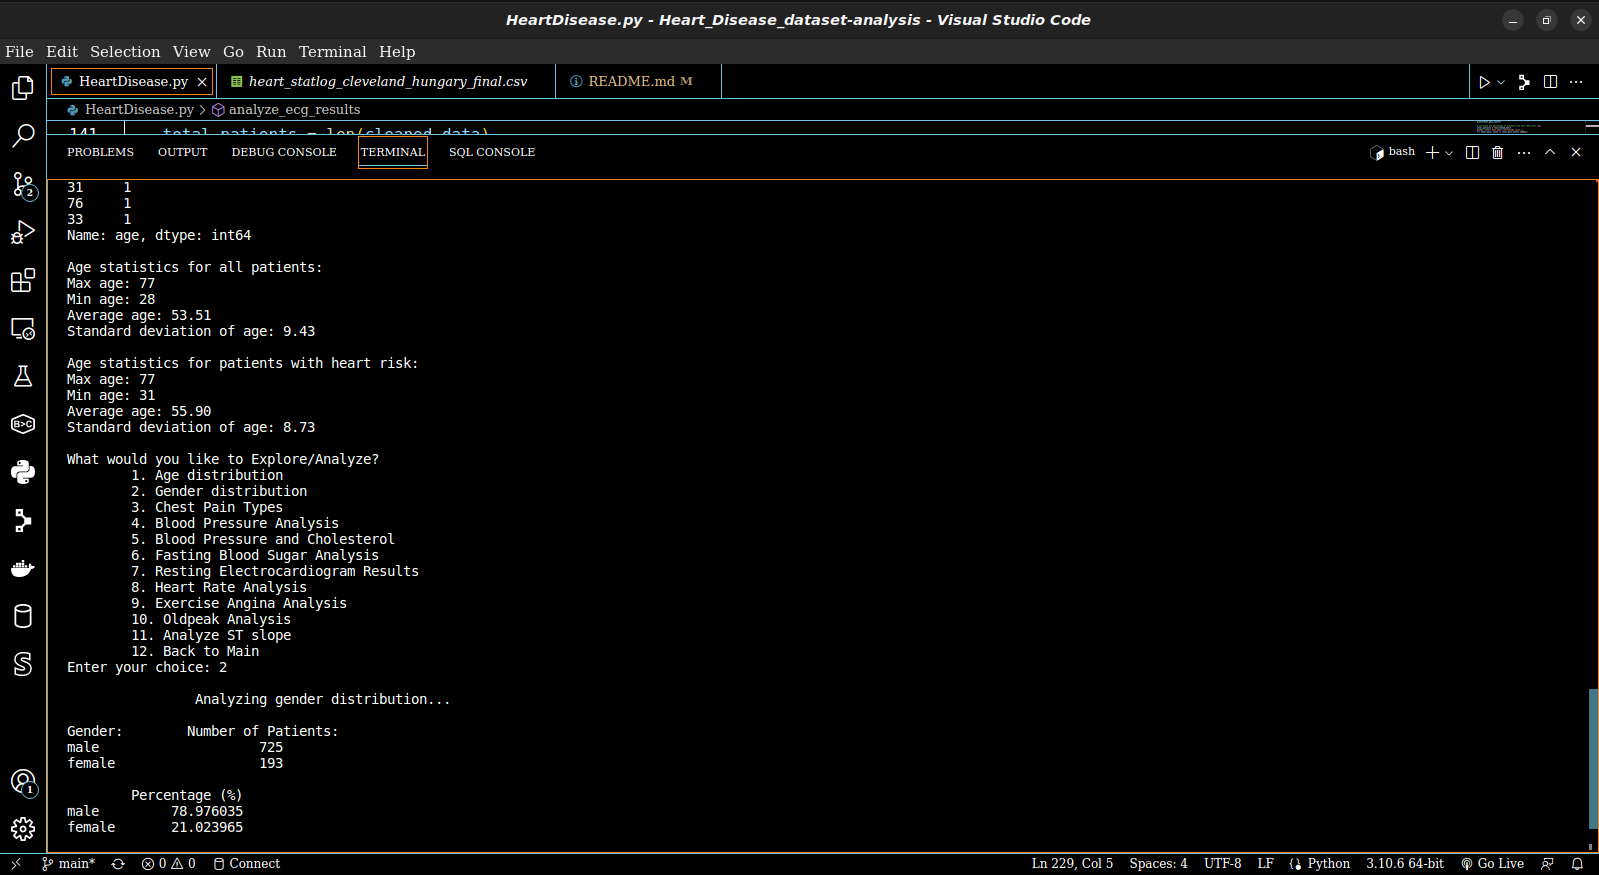 HeartDisease.py - Heart_Disease_dataset-analysis - Visual Studio Code
File Edit Selection View Go Run Terminal Help
HeartDisease.py heart_statlog_cleveland_hungary_final.csv README.md M
HeartDisease.py > analyze_ecg_results
141 total_patients = len(cleaned_data)
PROBLEMS OUTPUT DEBUG CONSOLE TERMINAL SQL CONSOLE bash
31 1
76 1
33 1
Name: age, dtype: int64
Age statistics for all patients:
Max age: 77
Min age: 28
Average age: 53.51
Standard deviation of age: 9.43
Age statistics for patients with heart risk:
Max age: 77
Min age: 31
Average age: 55.90
Standard deviation of age: 8.73
What would you like to Explore/Analyze?
1. Age distribution
2. Gender distribution
3. Chest Pain Types
4. Blood Pressure Analysis
5. Blood Pressure and Cholesterol
6. Fasting Blood Sugar Analysis
7. Resting Electrocardiogram Results
8. Heart Rate Analysis
9. Exercise Angina Analysis
10. Oldpeak Analysis
11. Analyze ST slope
12. Back to Main
Enter your choice: 2
Analyzing gender distribution...
Gender: Number of Patients:
male 725
female 193
Percentage (%)
male 78.976035
female 21.023965
2
B>C
1
main* 0 0 Connect Ln 229, Col 5 Spaces: 4 UTF-8 LF Python 3.10.6 64-bit Go Live